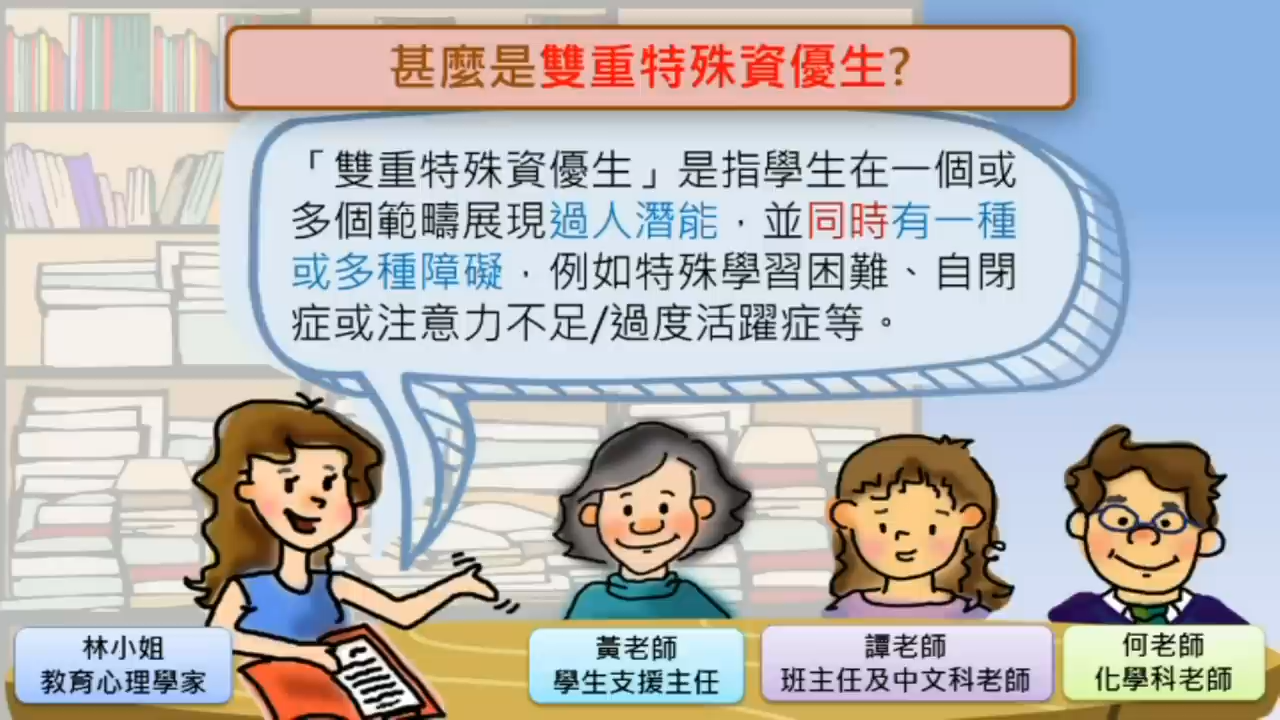 甚麼是雙重特殊資優生?
「雙重特殊資優生」是指學生在一個或
多個範疇展現過人潛能，並同時有一種
或多種障礙，例如特殊學習困難、自閉
症或注意力不足/過度活躍症等。
林小姐
教育心理學家
黃老師
學生支援主任
譚老師
班主任及中文科老師
何老師
化學科老師